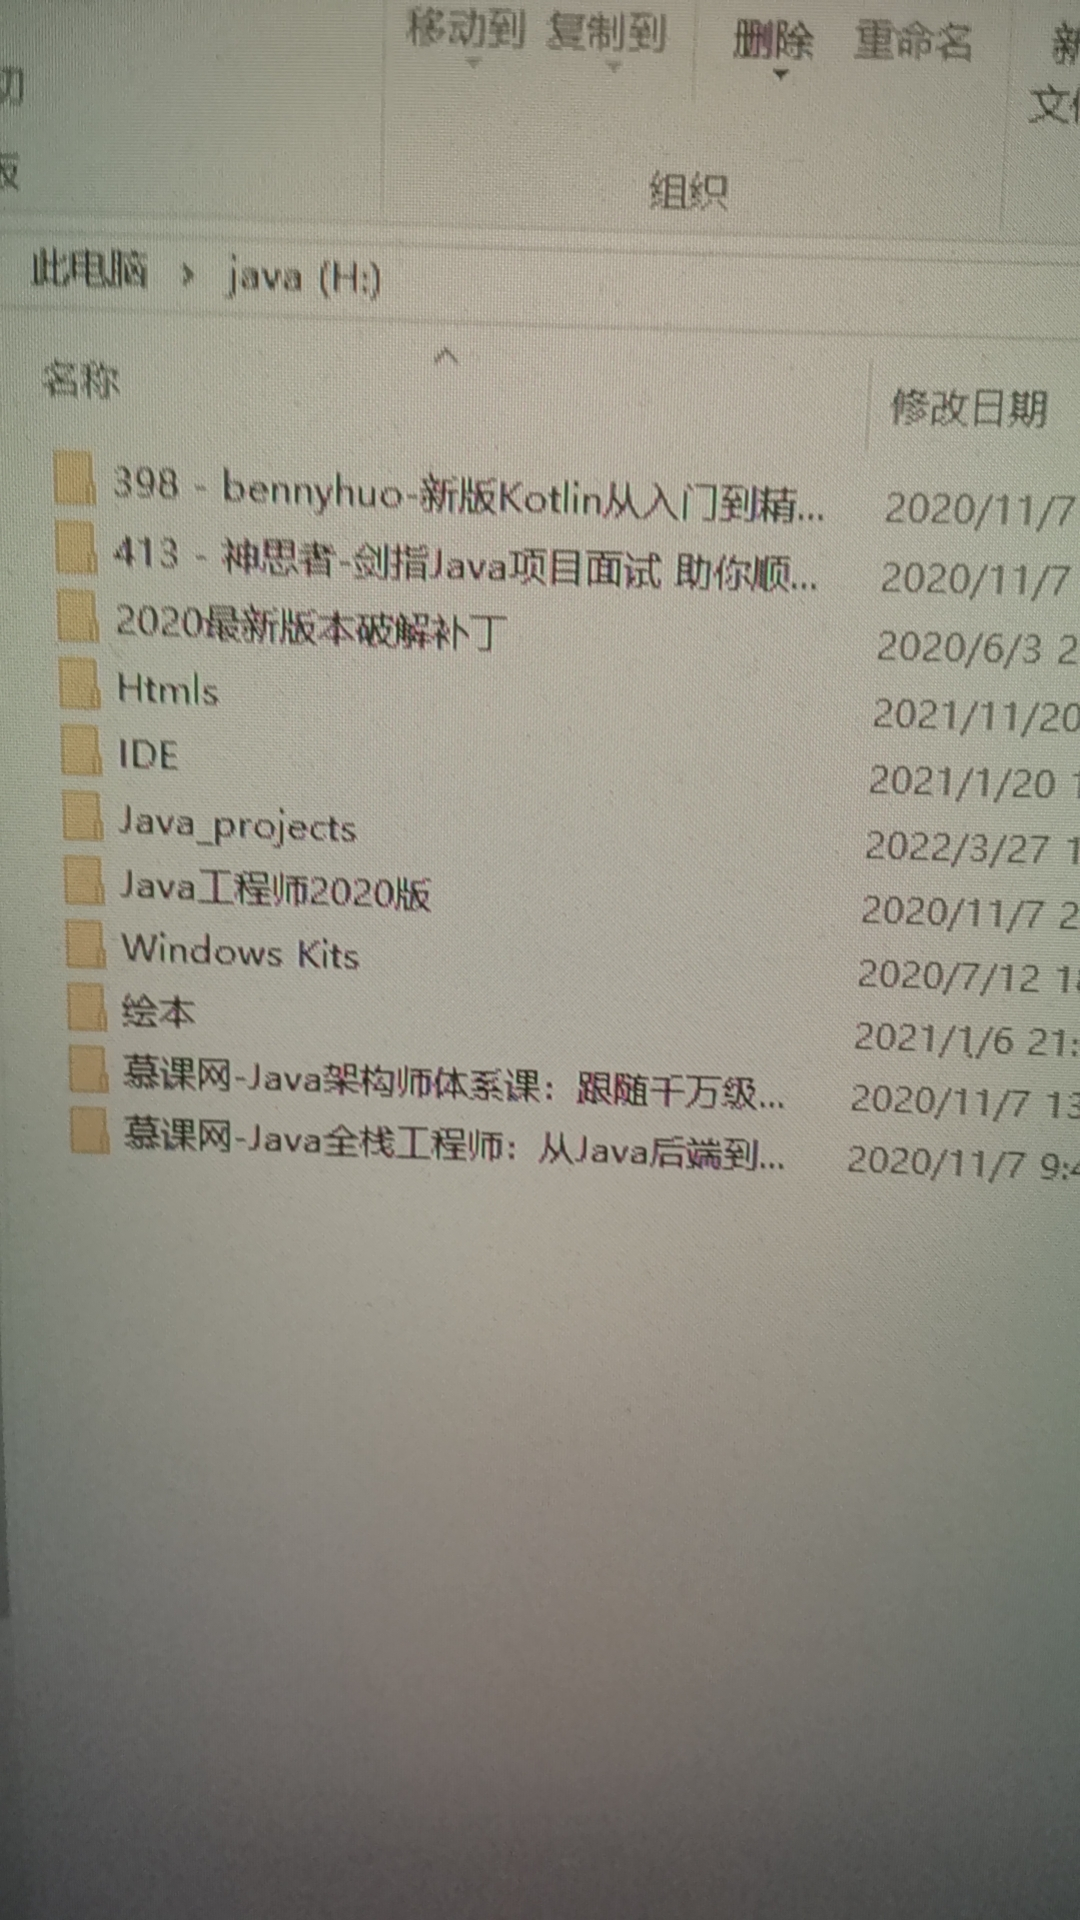 移动到 复制到 删除 重命名 新
切 文件
板
组织
此电脑 › java (H:)
名称 修改日期
398 - bennyhuo-新版Kotlin从入门到精... 2020/11/7
413 - 神思者-剑指Java项目面试 助你顺... 2020/11/7
2020最新版本破解补丁 2020/6/3 2
Htmls 2021/11/20
IDE 2021/1/20 1
Java_projects 2022/3/27 1
Java工程师2020版 2020/11/7 2
Windows Kits 2020/7/12 1
绘本 2021/1/6 21:
慕课网-Java架构师体系课：跟随千万级... 2020/11/7 13
慕课网-Java全栈工程师：从Java后端到... 2020/11/7 9:4